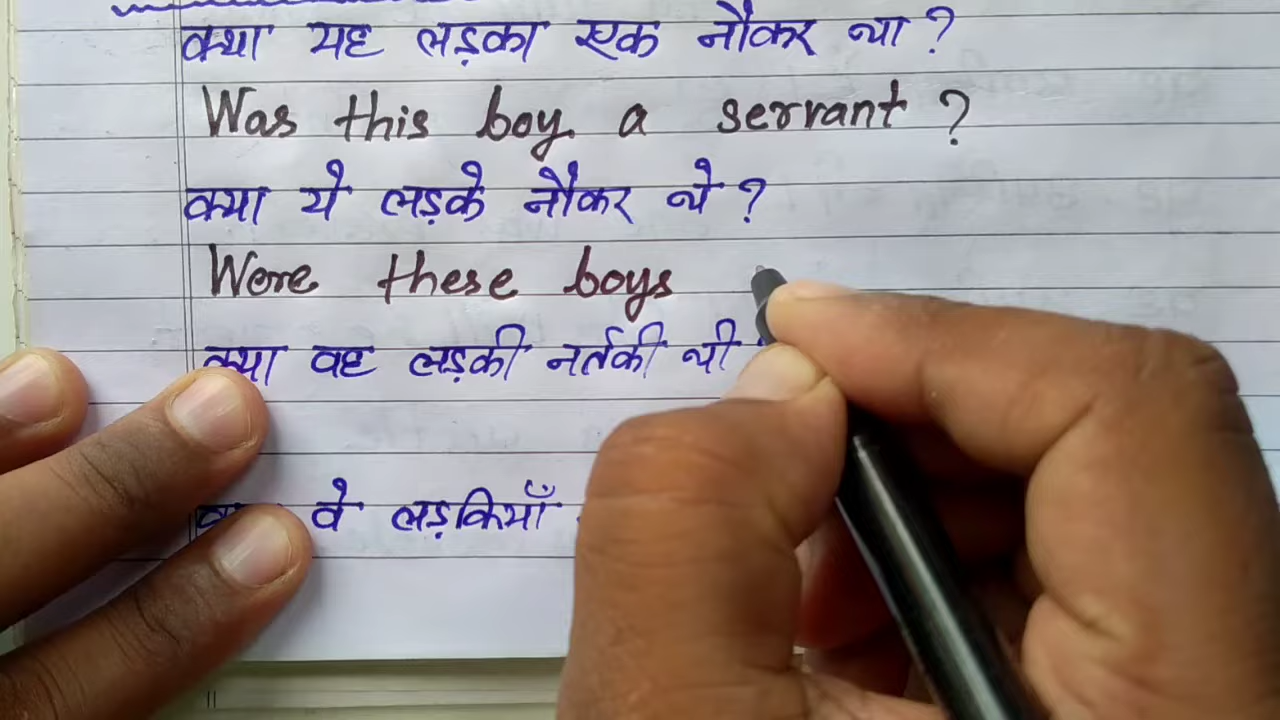 क्या यह लड़का एक नौकर था ?
Was this boy a servant ?
क्या ये लड़के नौकर थे ?
Were these boys
क्या वह लड़की नर्तकी थी
वे लड़कियाँ